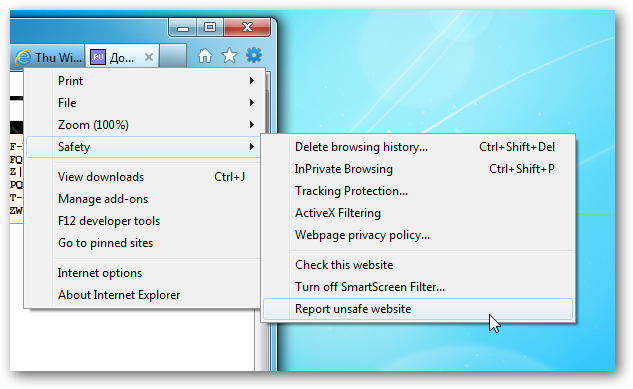 Thu Wi...
RU До...
Print
File
Zoom (100%)
Safety
View downloads Ctrl+J
Manage add-ons
F12 developer tools
Go to pinned sites
Internet options
About Internet Explorer
Delete browsing history... Ctrl+Shift+Del
InPrivate Browsing Ctrl+Shift+P
Tracking Protection...
ActiveX Filtering
Webpage privacy policy...
Check this website
Turn off SmartScreen Filter...
Report unsafe website
F-
FQ
Z|
PQ
T-
ZW